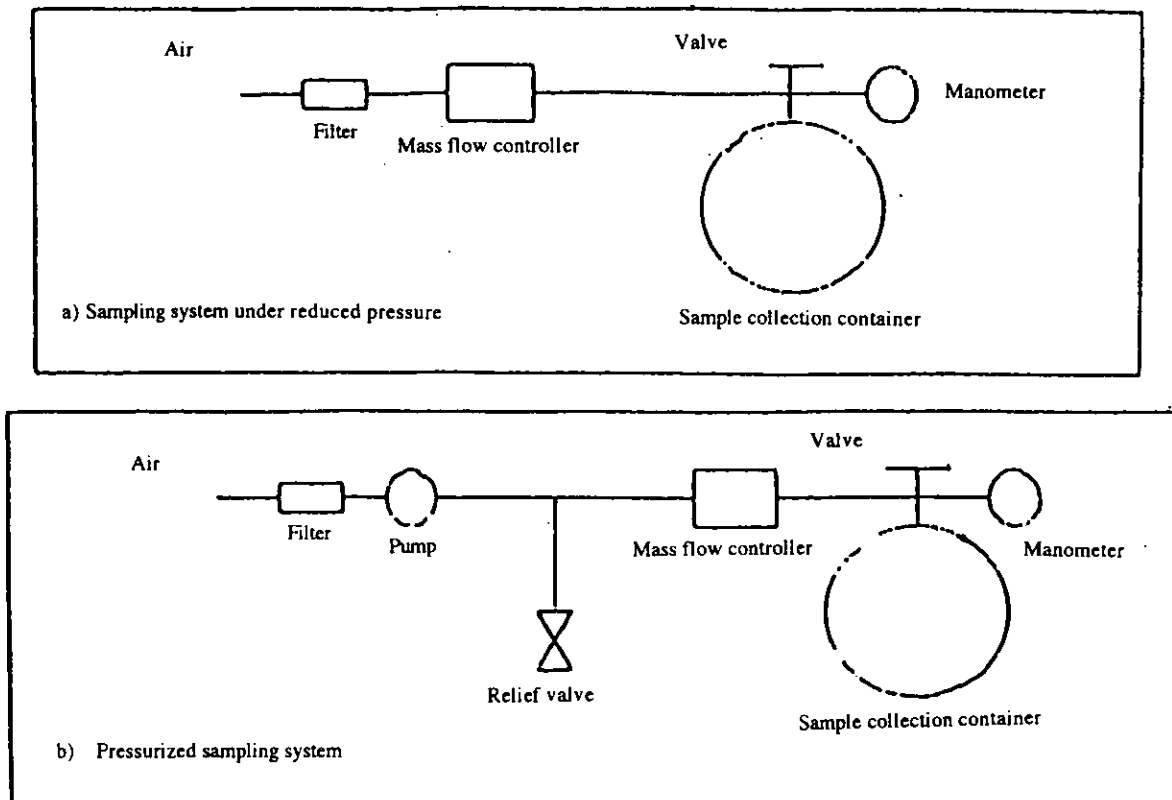 Air
Valve
Manometer
Filter
Mass flow controller
a) Sampling system under reduced pressure
Sample collection container
Valve
Air
Filter
Pump
Mass flow controller
Manometer
Relief valve
Sample collection container
b) Pressurized sampling system